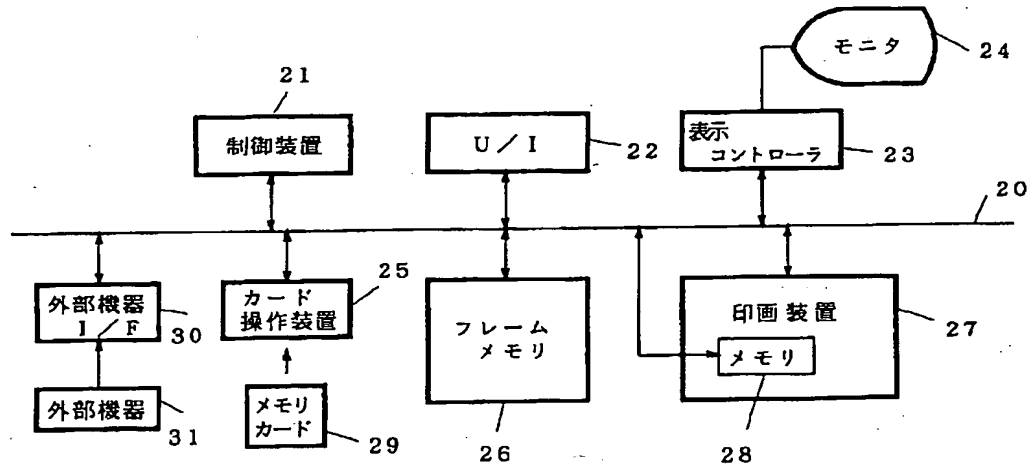 モニタ
24
21
制御装置
U/I
22
表示
コントローラ
23
20
外部機器
I/F
30
カード
操作装置
25
フレーム
メモリ
印画装置
27
メモリ
外部機器
31
メモリ
カード
29
26
28